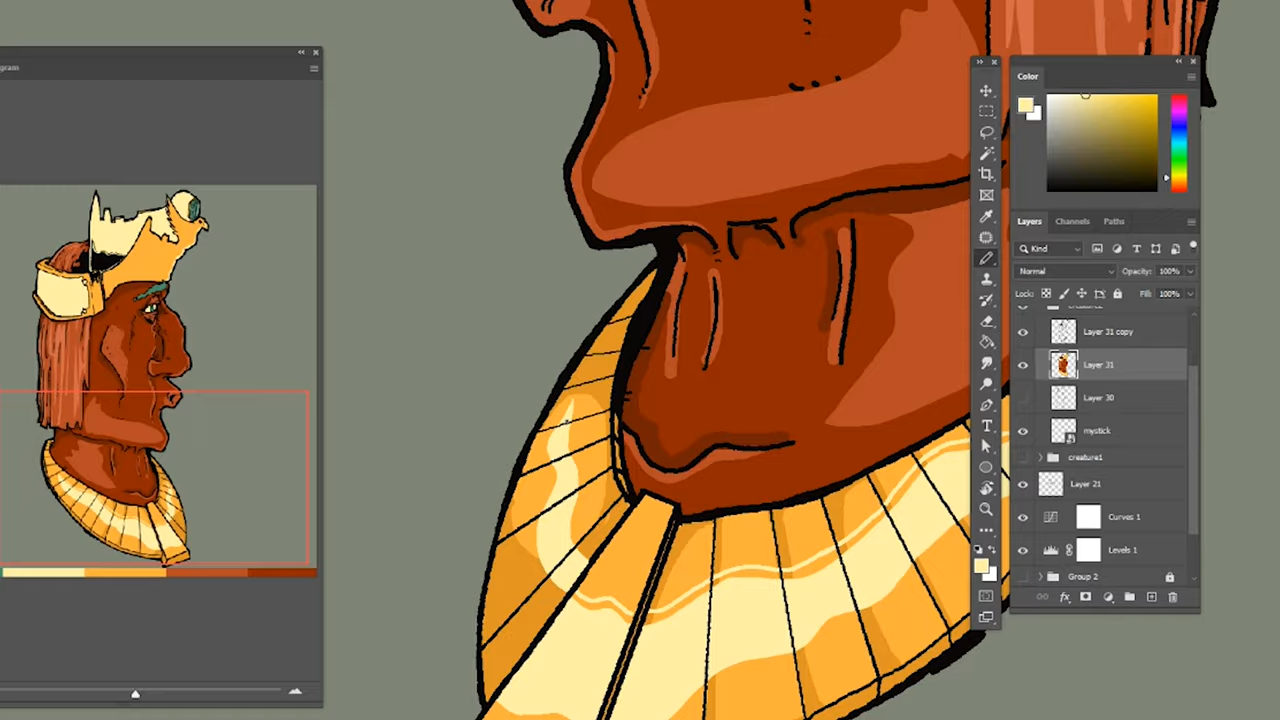 gram
Color
Layers Channels Paths
Kind
Normal Opacity: 100%
Lock: Fill: 100%
Layer 31 copy
Layer 31
Layer 30
mystick
creature1
Layer 21
Curves 1
Levels 1
Group 2
fx